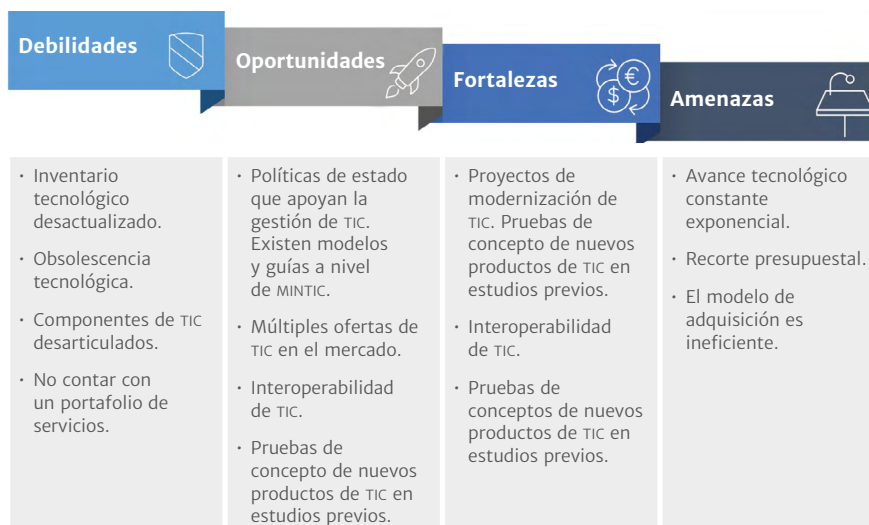 Debilidades
Oportunidades
Fortalezas
Amenazas
$
€
• Inventario
tecnológico
desactualizado.
• Obsolescencia
tecnológica.
• Componentes de TIC
desarticulados.
• No contar con
un portafolio de
servicios.
• Políticas de estado
que apoyan la
gestión de TIC.
Existen modelos
y guías a nivel
de MINTIC.
• Múltiples ofertas de
TIC en el mercado.
• Interoperabilidad
de TIC.
• Pruebas de
concepto de nuevos
productos de TIC en
estudios previos.
• Proyectos de
modernización de
TIC. Pruebas de
concepto de nuevos
productos de TIC en
estudios previos.
• Interoperabilidad
de TIC.
• Pruebas de
conceptos de nuevos
productos de TIC en
estudios previos.
• Avance tecnológico
constante
exponencial.
• Recorte presupuestal.
• El modelo de
adquisición es
ineficiente.